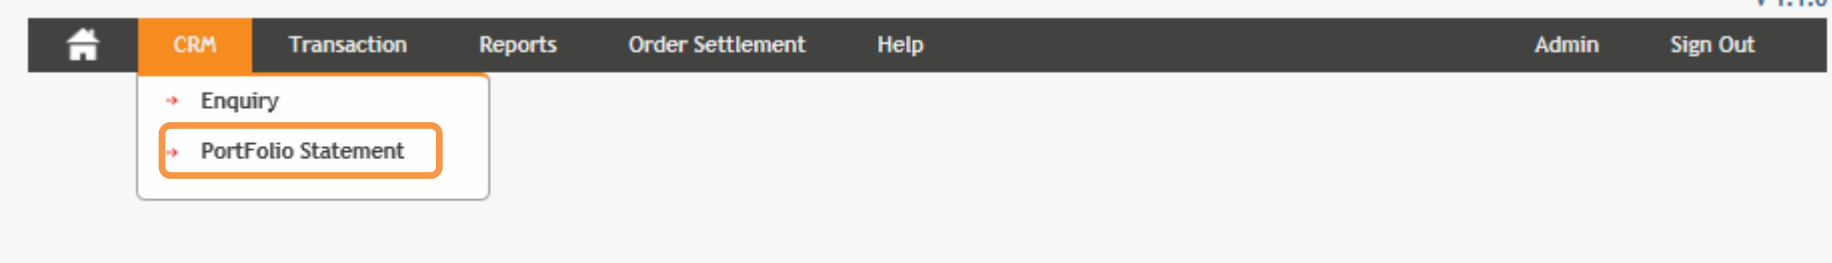 CRM Transaction Reports Order Settlement Help Admin Sign Out
Enquiry
PortFolio Statement